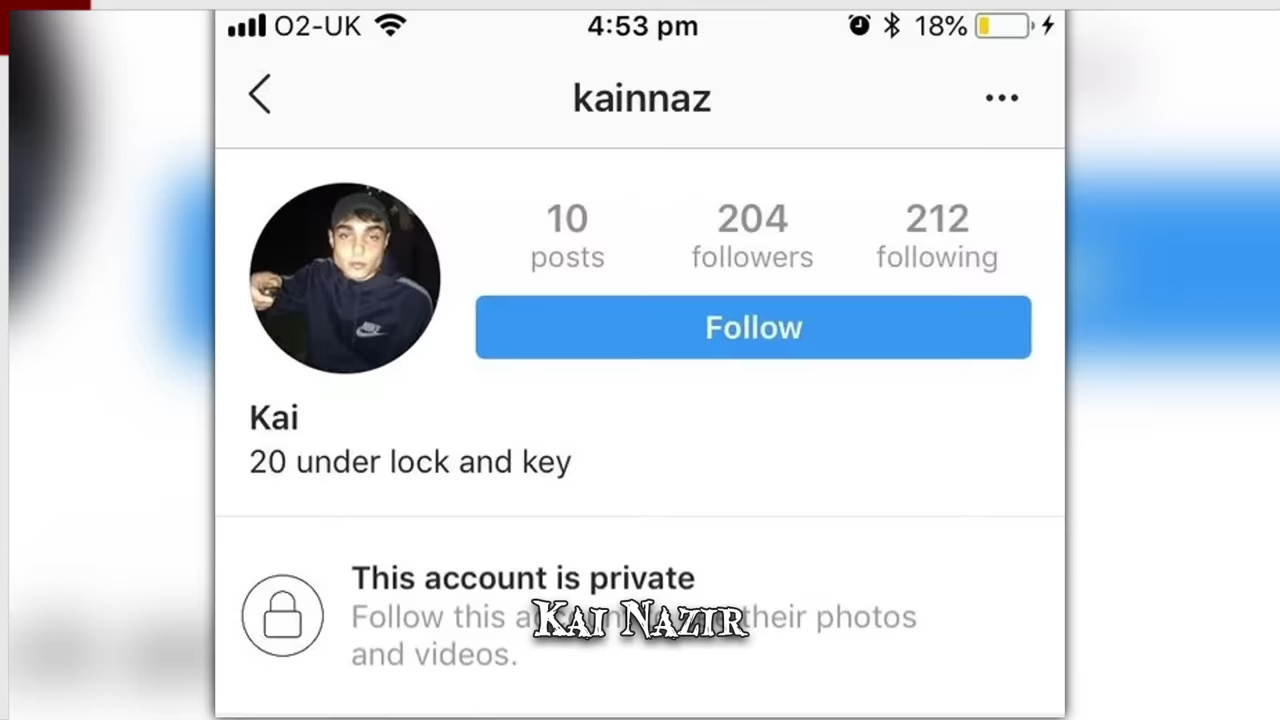 O2-UK 4:53 pm 18%
kainnaz
10 204 212
posts followers following
Follow
Kai
20 under lock and key
This account is private
Follow this their photos
Kai Nazir
and videos.